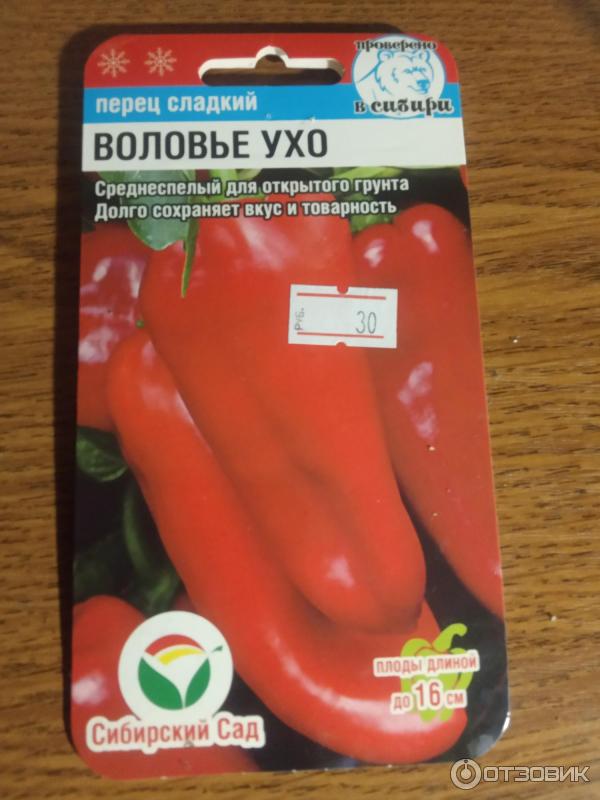 проверено
в сибири
перец сладкий
ВОЛОВЬЕ УХО
Среднеспелый для открытого грунта
Долго сохраняет вкус и товарность
РУБ. 30
плоды длиной
до 16 см
Сибирский Сад
ОТЗОВИК